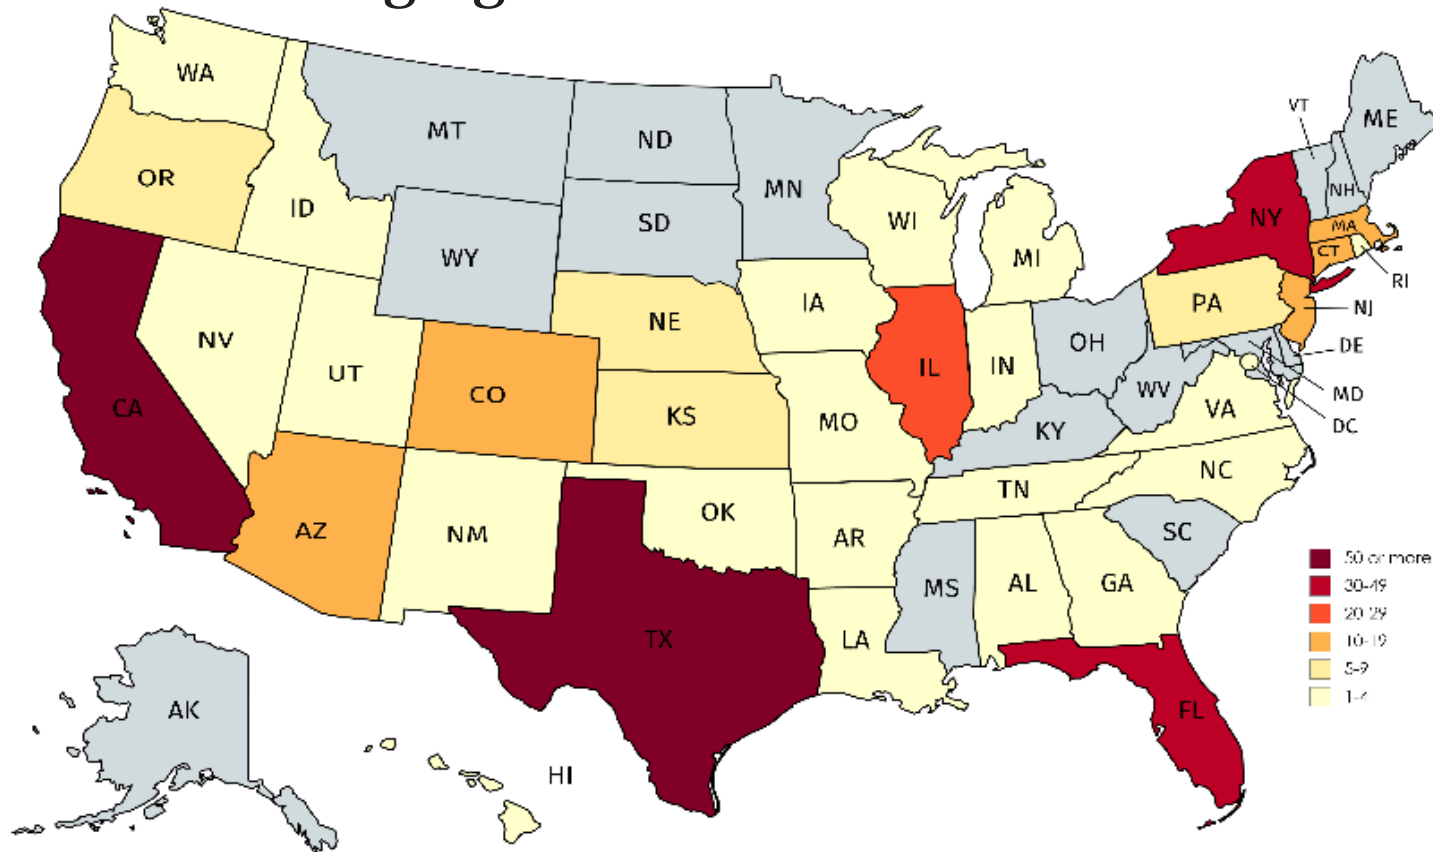 WA
MT
ND
MN
VT
ME
OR
ID
SD
WI
MI
NH
NY
MA
CT
RI
WY
IA
NE
PA
NJ
NV
UT
CO
IL
IN
OH
DE
MD
DC
WV
VA
CA
KS
MO
KY
NC
TN
AZ
NM
OK
AR
SC
MS
AL
GA
TX
LA
FL
AK
HI
50 or more
30-49
20-29
10-19
5-9
1-4